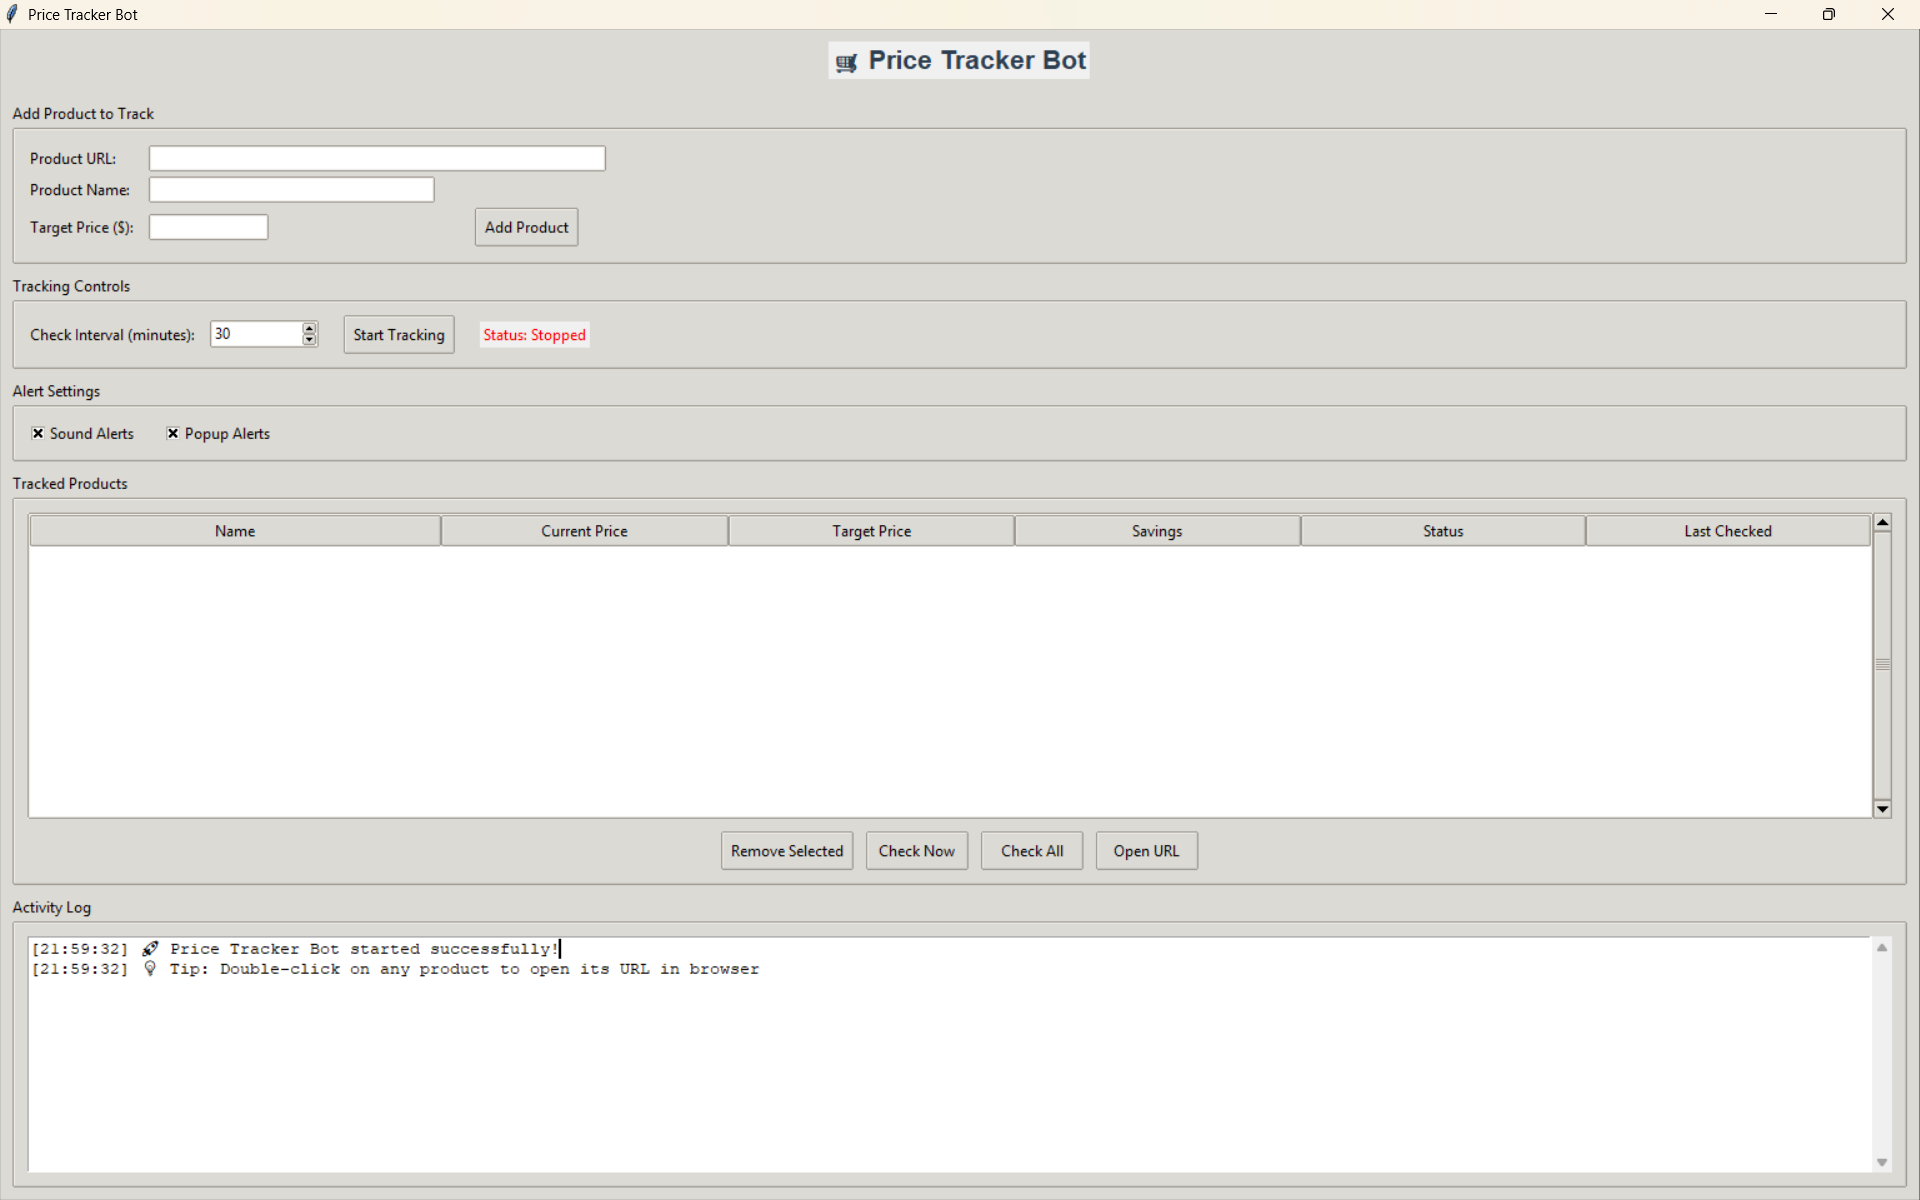 Price Tracker Bot
🛒 Price Tracker Bot
Add Product to Track
Product URL:
Product Name:
Target Price ($):
Add Product
Tracking Controls
Check Interval (minutes): 30 Start Tracking Status: Stopped
Alert Settings
Sound Alerts Popup Alerts
Tracked Products
Name Current Price Target Price Savings Status Last Checked
Remove Selected Check Now Check All Open URL
Activity Log
[21:59:32] 🚀 Price Tracker Bot started successfully!
[21:59:32] 💡 Tip: Double-click on any product to open its URL in browser